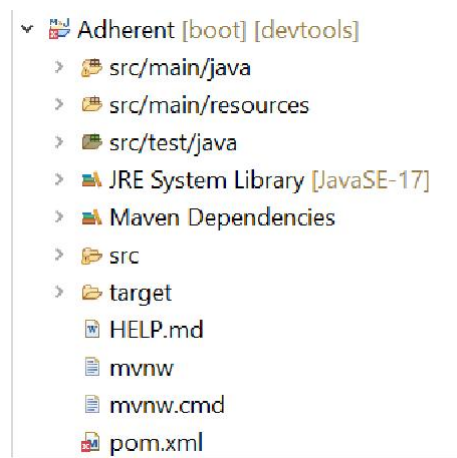 Adherent [boot] [devtools]
src/main/java
src/main/resources
src/test/java
JRE System Library [JavaSE-17]
Maven Dependencies
src
target
HELP.md
mvnw
mvnw.cmd
pom.xml